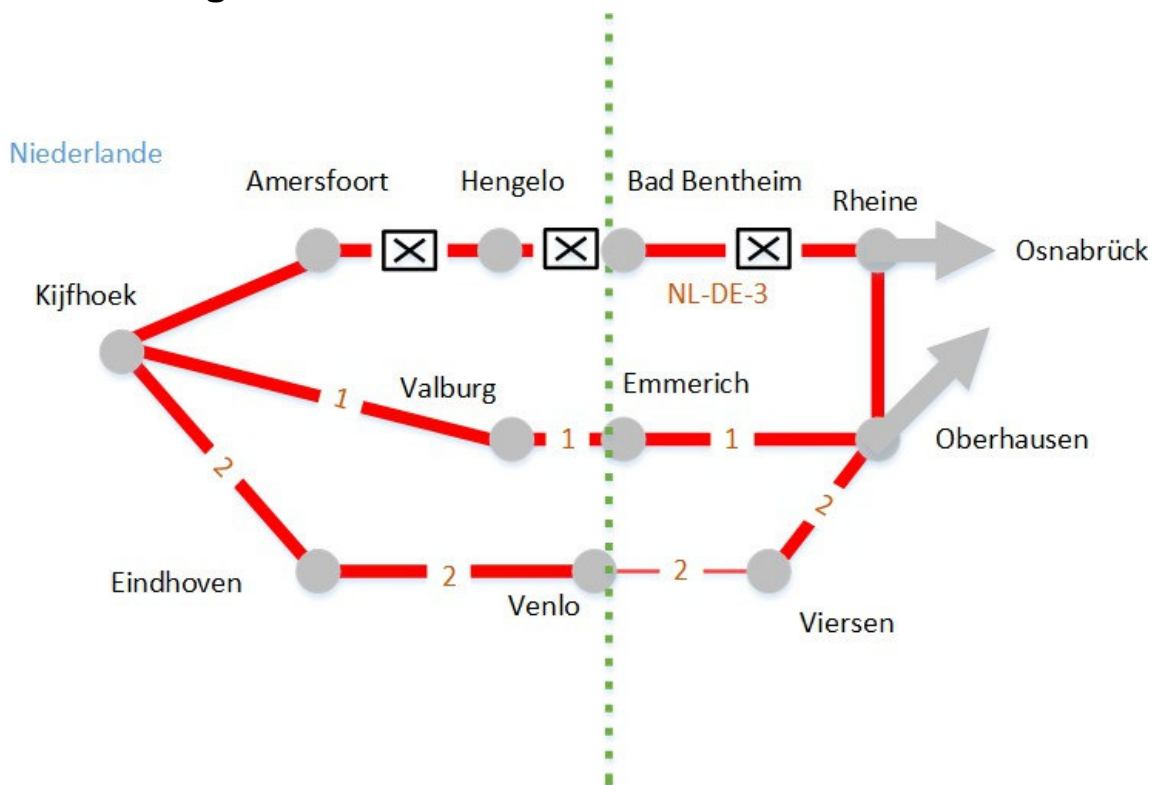 Niederlande
Amersfoort
Hengelo
Bad Bentheim
Rheine
Osnabrück
Kijfhoek
NL-DE-3
Valburg
Emmerich
1
1
1
Oberhausen
2
2
Eindhoven
2
2
Venlo
Viersen